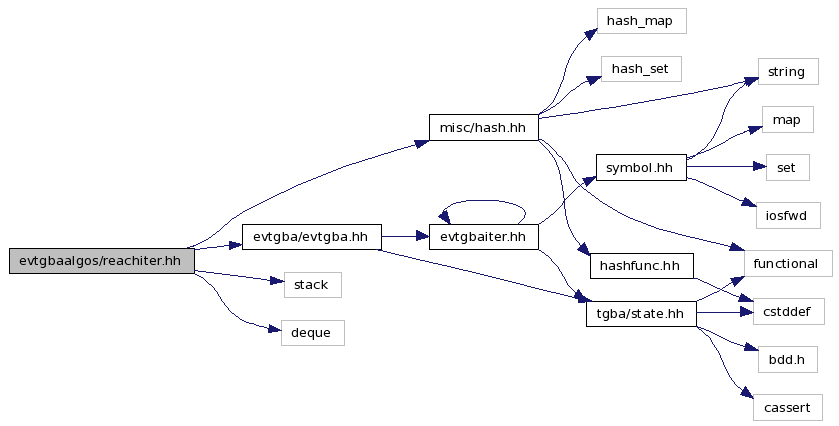 hash_map
hash_set
string
misc/hash.hh
map
symbol.hh
set
iosfwd
evtgba/evtgba.hh
evtgbaiter.hh
evtgbaalgos/reachiter.hh
hashfunc.hh
functional
stack
tgba/state.hh
cstddef
deque
bdd.h
cassert